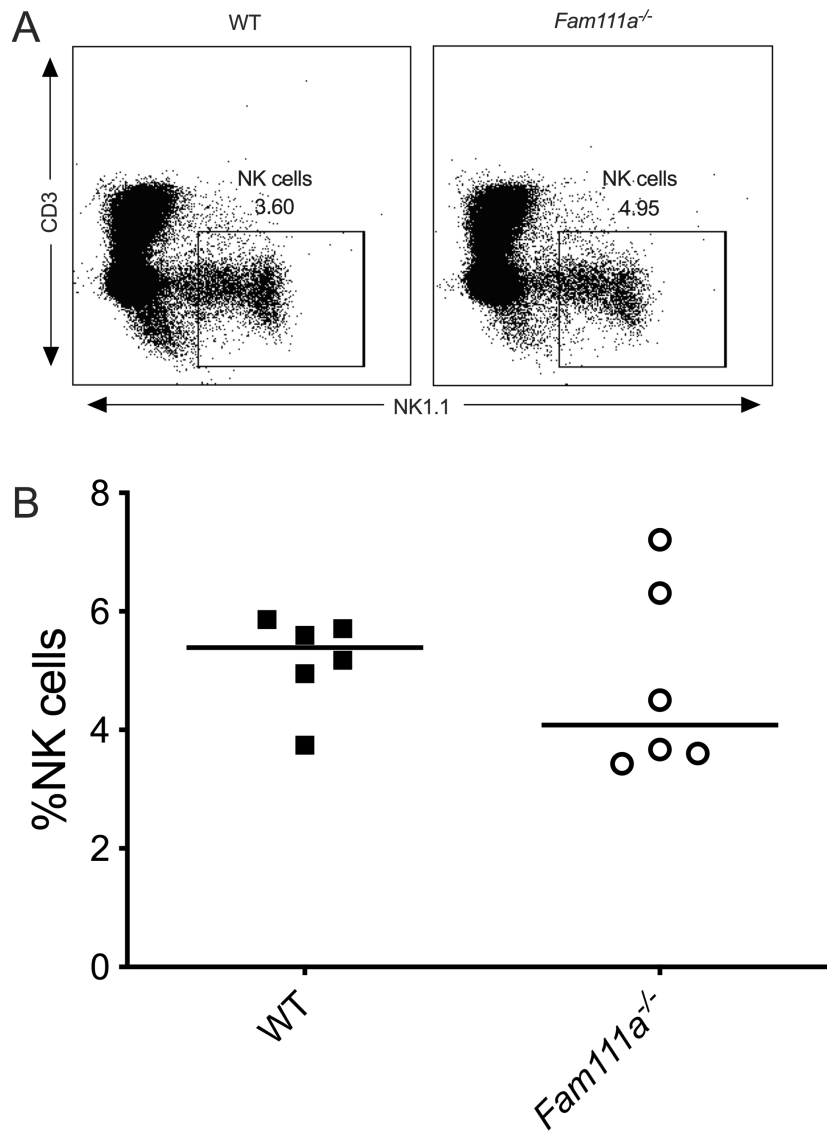 A
WT
Fam111a-/-
CD3
NK cells
3.60
NK cells
4.95
NK1.1
B
%NK cells
8
6
4
2
0
WT
Fam111a-/-